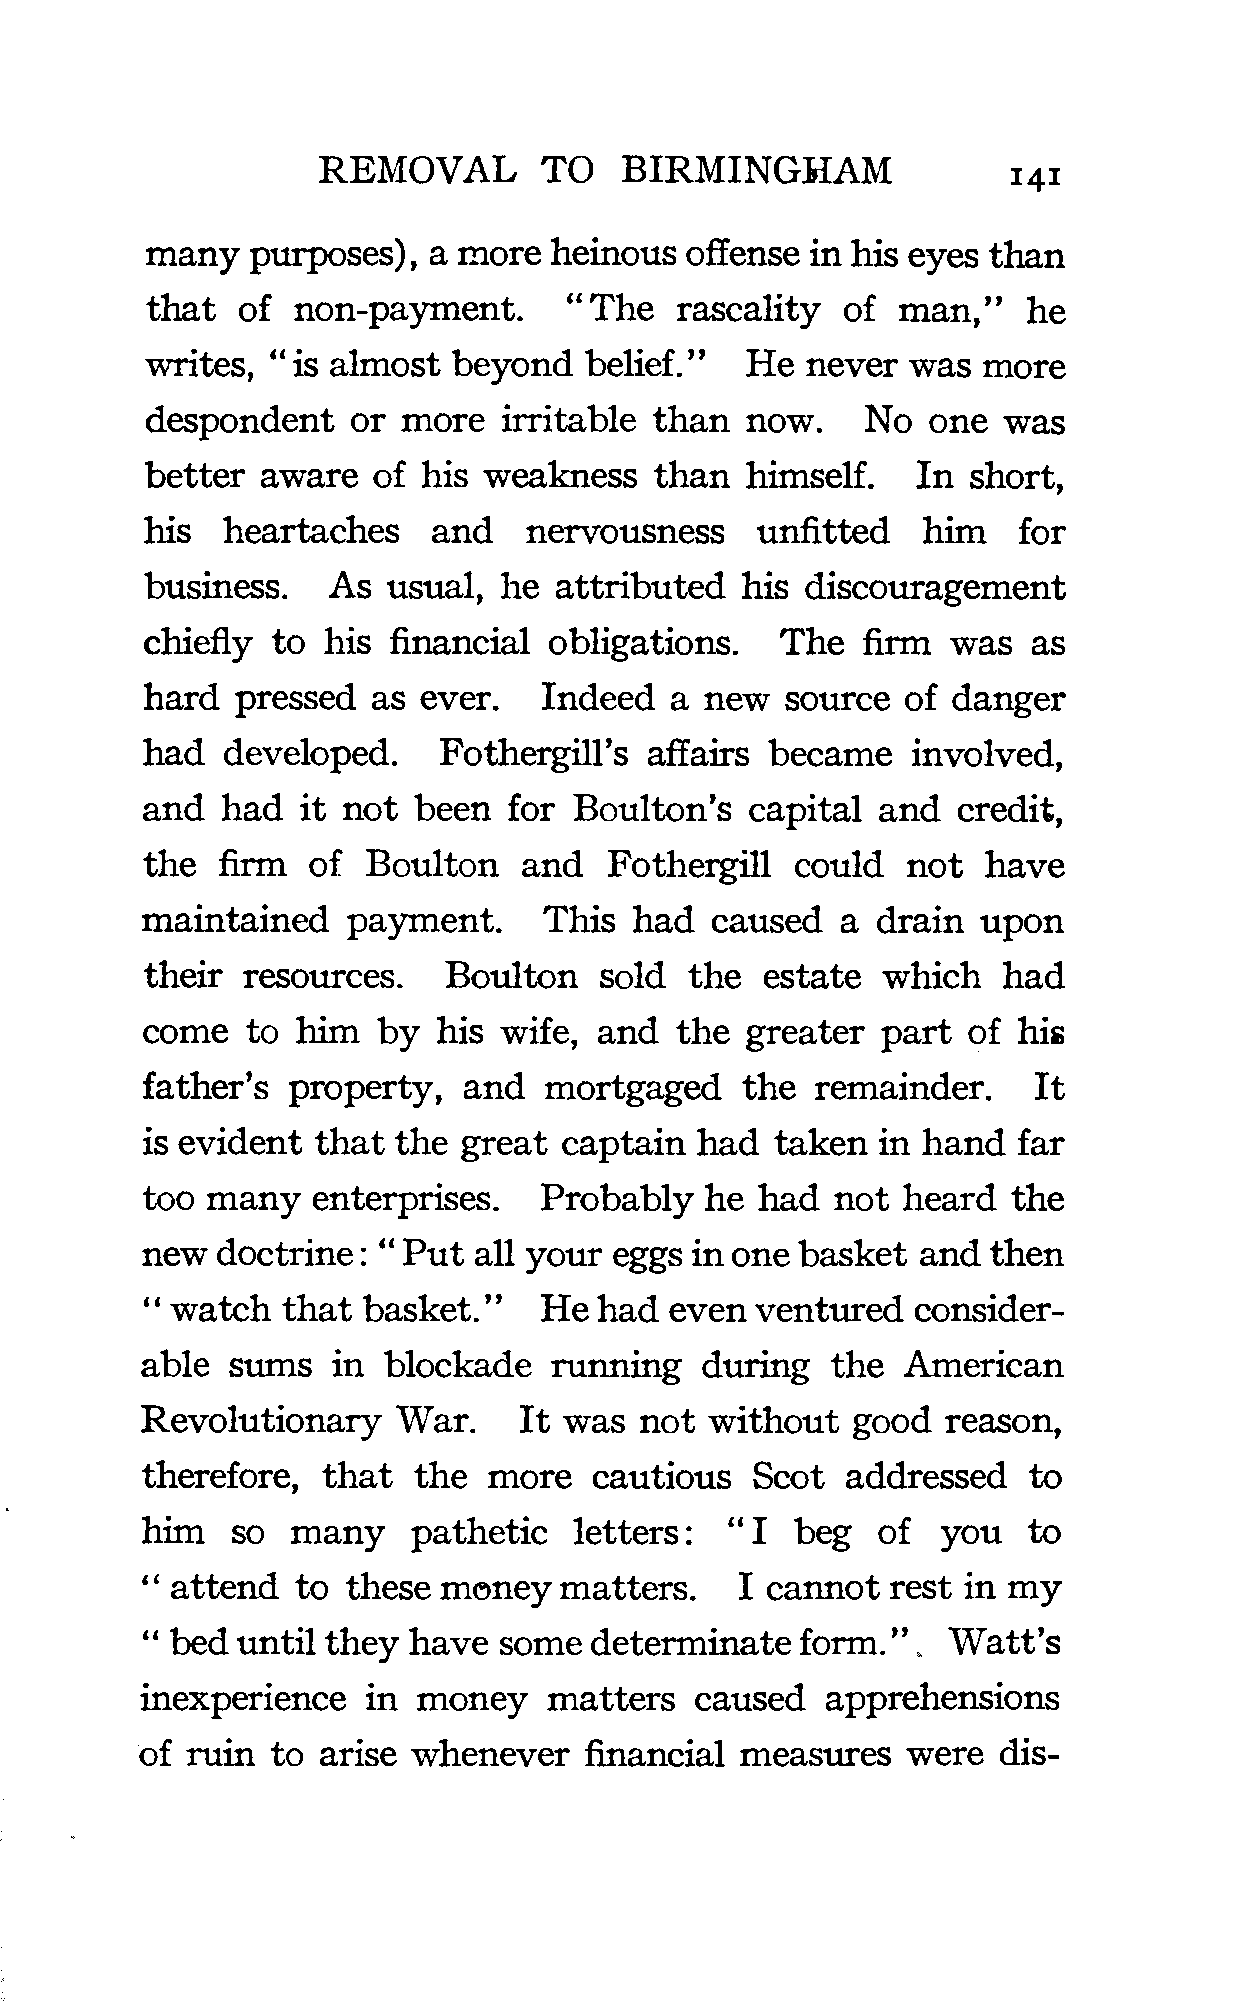 REMOVAL TO BIRMINGHAM 141
many purposes), a more heinous offense in his eyes than
that of non-payment. "The rascality of man," he
writes, "is almost beyond belief." He never was more
despondent or more irritable than now. No one was
better aware of his weakness than himself. In short,
his heartaches and nervousness unfitted him for
business. As usual, he attributed his discouragement
chiefly to his financial obligations. The firm was as
hard pressed as ever. Indeed a new source of danger
had developed. Fothergill's affairs became involved,
and had it not been for Boulton's capital and credit,
the firm of Boulton and Fothergill could not have
maintained payment. This had caused a drain upon
their resources. Boulton sold the estate which had
come to him by his wife, and the greater part of his
father's property, and mortgaged the remainder. It
is evident that the great captain had taken in hand far
too many enterprises. Probably he had not heard the
new doctrine: "Put all your eggs in one basket and then
"watch that basket." He had even ventured consider-
able sums in blockade running during the American
Revolutionary War. It was not without good reason,
therefore, that the more cautious Scot addressed to
him so many pathetic letters: "I beg of you to
"attend to these money matters. I cannot rest in my
"bed until they have some determinate form." Watt's
inexperience in money matters caused apprehensions
of ruin to arise whenever financial measures were dis-